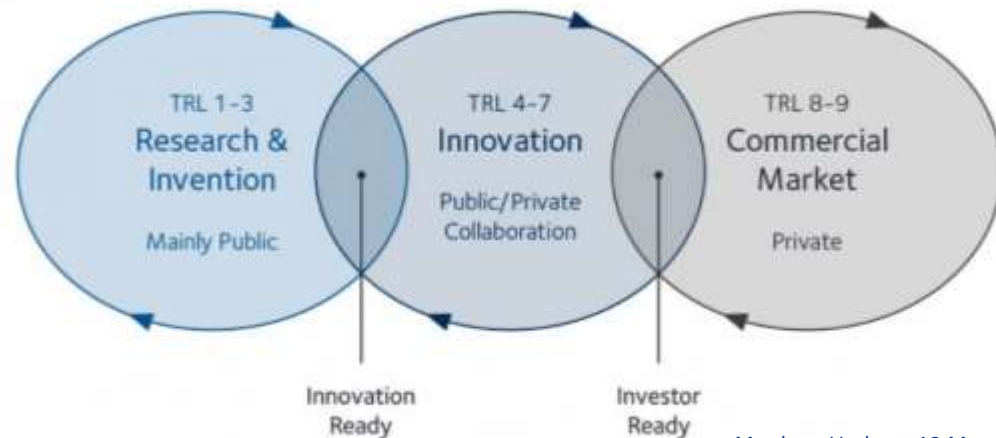 TRL 1-3
Research &
Invention
Mainly Public
TRL 4-7
Innovation
Public/Private
Collaboration
TRL 8-9
Commercial
Market
Private
Innovation
Ready
Investor
Ready